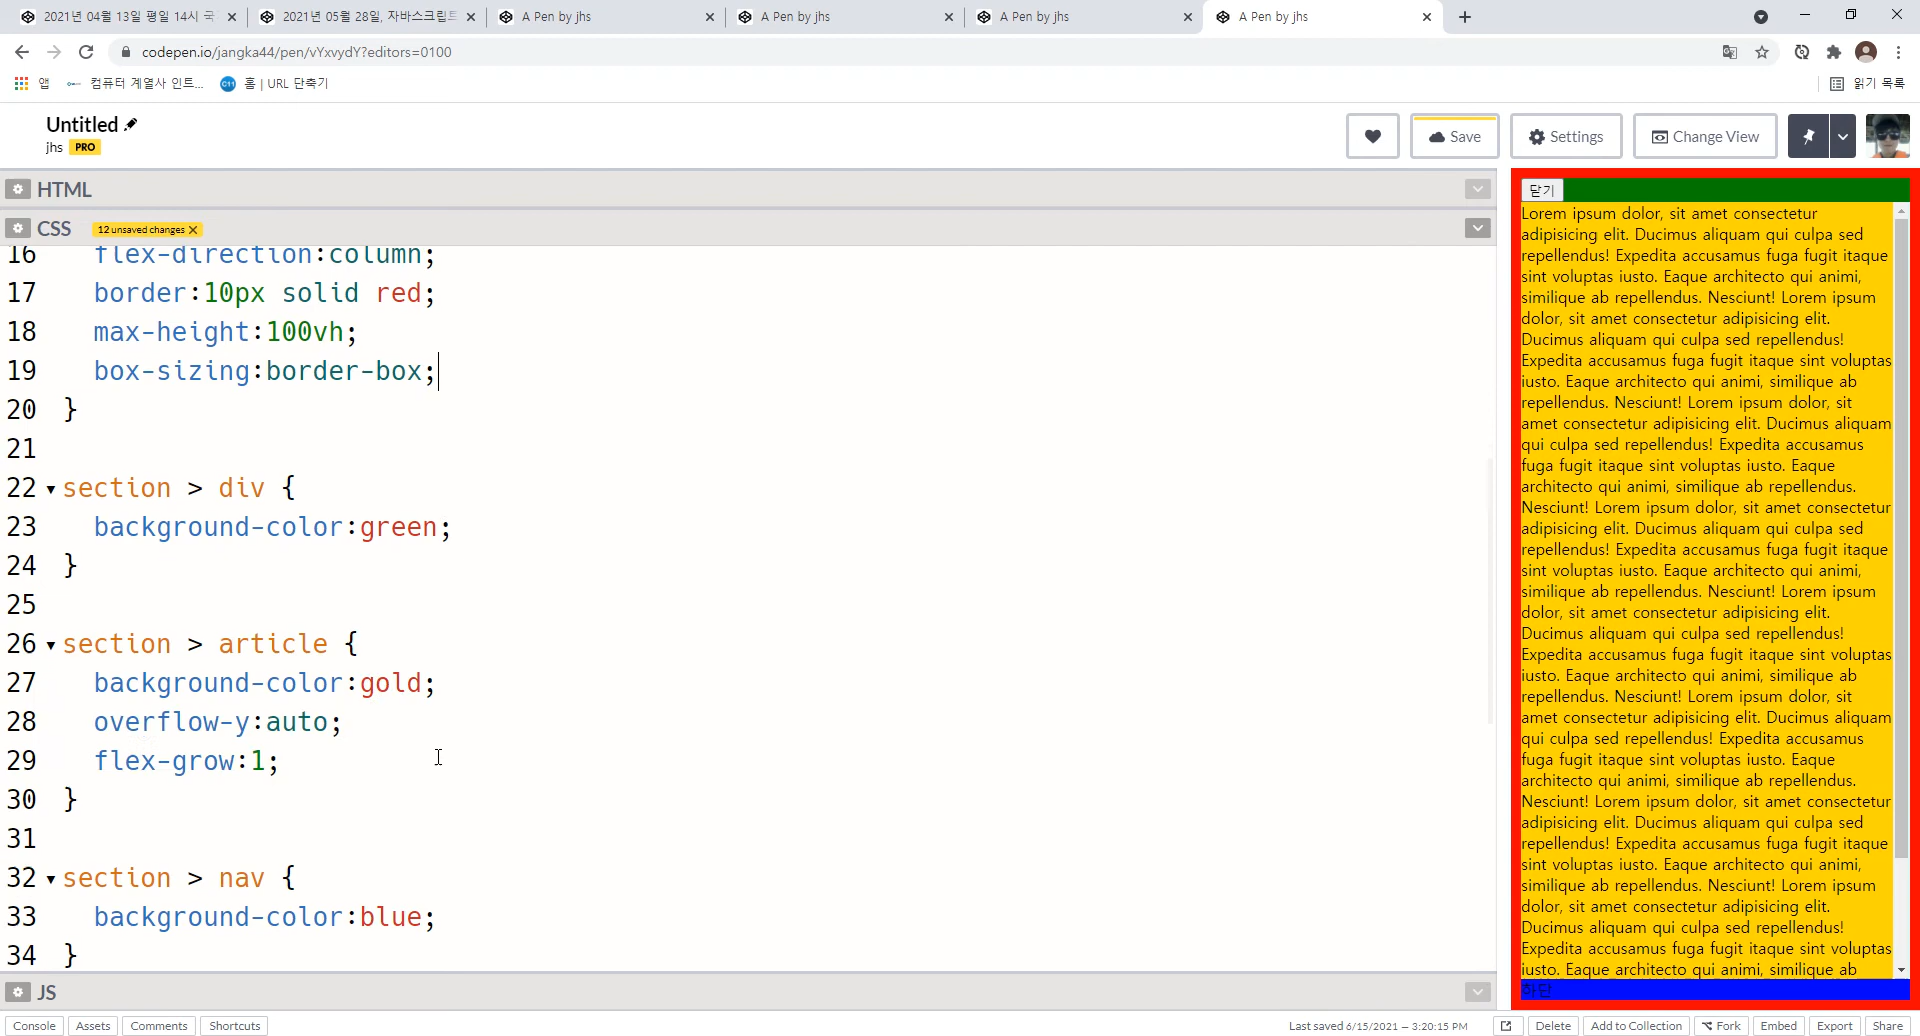 2021년 04월 13일 평일 14시 국
2021년 05월 28일, 자바스크립트
A Pen by jhs
A Pen by jhs
A Pen by jhs
A Pen by jhs
codepen.io/jangka44/pen/vYxvydY?editors=0100
앱
컴퓨터 계열사 인트...
홈 | URL 단축기
읽기 목록
Untitled
jhs PRO
Save
Settings
Change View
HTML
CSS
12 unsaved changes
16 flex-direction:column;
17 border:10px solid red;
18 max-height:100vh;
19 box-sizing:border-box;
20 }
21
22 section > div {
23 background-color:green;
24 }
25
26 section > article {
27 background-color:gold;
28 overflow-y:auto;
29 flex-grow:1;
30 }
31
32 section > nav {
33 background-color:blue;
34 }
JS
닫기
Lorem ipsum dolor, sit amet consectetur
adipisicing elit. Ducimus aliquam qui culpa sed
repellendus! Expedita accusamus fuga fugit itaque
sint voluptas iusto. Eaque architecto qui animi,
similique ab repellendus. Nesciunt! Lorem ipsum
dolor, sit amet consectetur adipisicing elit.
Ducimus aliquam qui culpa sed repellendus!
Expedita accusamus fuga fugit itaque sint voluptas
iusto. Eaque architecto qui animi, similique ab
repellendus. Nesciunt! Lorem ipsum dolor, sit
amet consectetur adipisicing elit. Ducimus aliquam
qui culpa sed repellendus! Expedita accusamus
fuga fugit itaque sint voluptas iusto. Eaque
architecto qui animi, similique ab repellendus.
Nesciunt! Lorem ipsum dolor, sit amet consectetur
adipisicing elit. Ducimus aliquam qui culpa sed
repellendus! Expedita accusamus fuga fugit itaque
sint voluptas iusto. Eaque architecto qui animi,
similique ab repellendus. Nesciunt! Lorem ipsum
dolor, sit amet consectetur adipisicing elit.
Ducimus aliquam qui culpa sed repellendus!
Expedita accusamus fuga fugit itaque sint voluptas
iusto. Eaque architecto qui animi, similique ab
repellendus. Nesciunt! Lorem ipsum dolor, sit
amet consectetur adipisicing elit. Ducimus aliquam
qui culpa sed repellendus! Expedita accusamus
fuga fugit itaque sint voluptas iusto. Eaque
architecto qui animi, similique ab repellendus.
Nesciunt! Lorem ipsum dolor, sit amet consectetur
adipisicing elit. Ducimus aliquam qui culpa sed
repellendus! Expedita accusamus fuga fugit itaque
sint voluptas iusto. Eaque architecto qui animi,
similique ab repellendus. Nesciunt! Lorem ipsum
dolor, sit amet consectetur adipisicing elit.
Ducimus aliquam qui culpa sed repellendus!
Expedita accusamus fuga fugit itaque sint voluptas
iusto. Eaque architecto qui animi, similique ab
하단
Console
Assets
Comments
Shortcuts
Last saved 6/15/2021 — 3:20:15 PM
Delete
Add to Collection
Fork
Embed
Export
Share